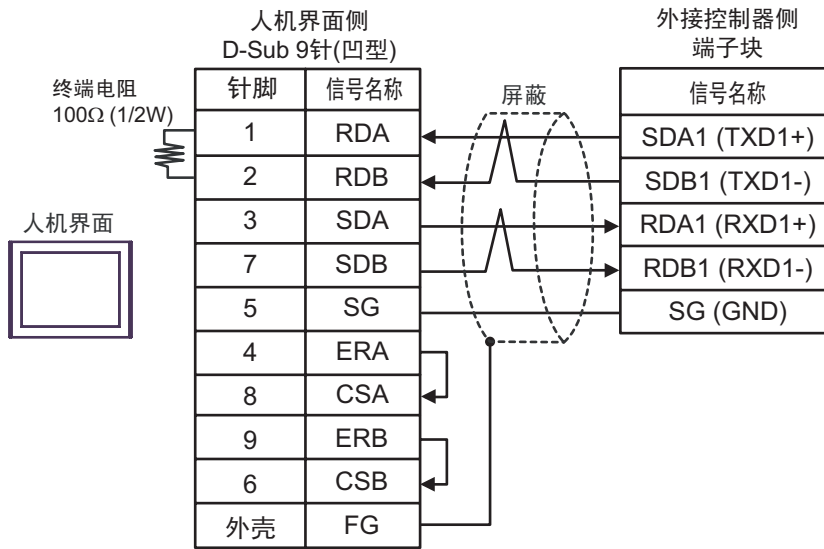 人机界面侧
D-Sub 9针(凹型)
外接控制器侧
端子块
终端电阻
100Ω (1/2W)
人机界面
屏蔽
针脚 信号名称
1 RDA
2 RDB
3 SDA
7 SDB
5 SG
4 ERA
8 CSA
9 ERB
6 CSB
外壳 FG
信号名称
SDA1 (TXD1+)
SDB1 (TXD1-)
RDA1 (RXD1+)
RDB1 (RXD1-)
SG (GND)